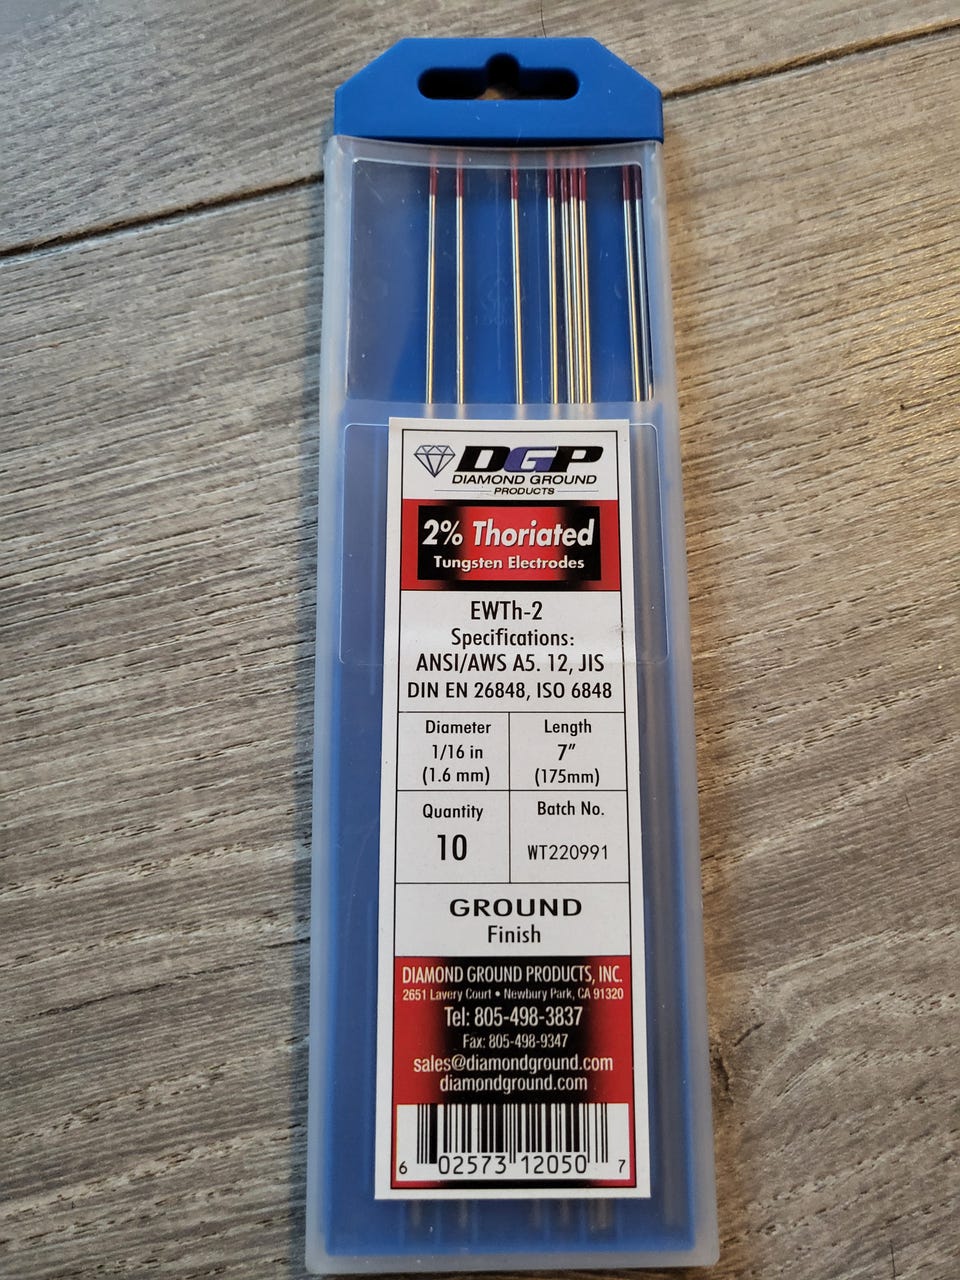 DGP
DIAMOND GROUND
PRODUCTS
2% Thoriated
Tungsten Electrodes
EWTh-2
Specifications:
ANSI/AWS A5. 12, JIS
DIN EN 26848, ISO 6848
Diameter
1/16 in
(1.6 mm)
Length
7"
(175mm)
Quantity
10
Batch No.
WT220991
GROUND
Finish
DIAMOND GROUND PRODUCTS, INC.
2651 Lavery Court • Newbury Park, CA 91320
Tel: 805-498-3837
Fax: 805-498-9347
sales@diamondground.com
diamondground.com
6 02573 12050 7